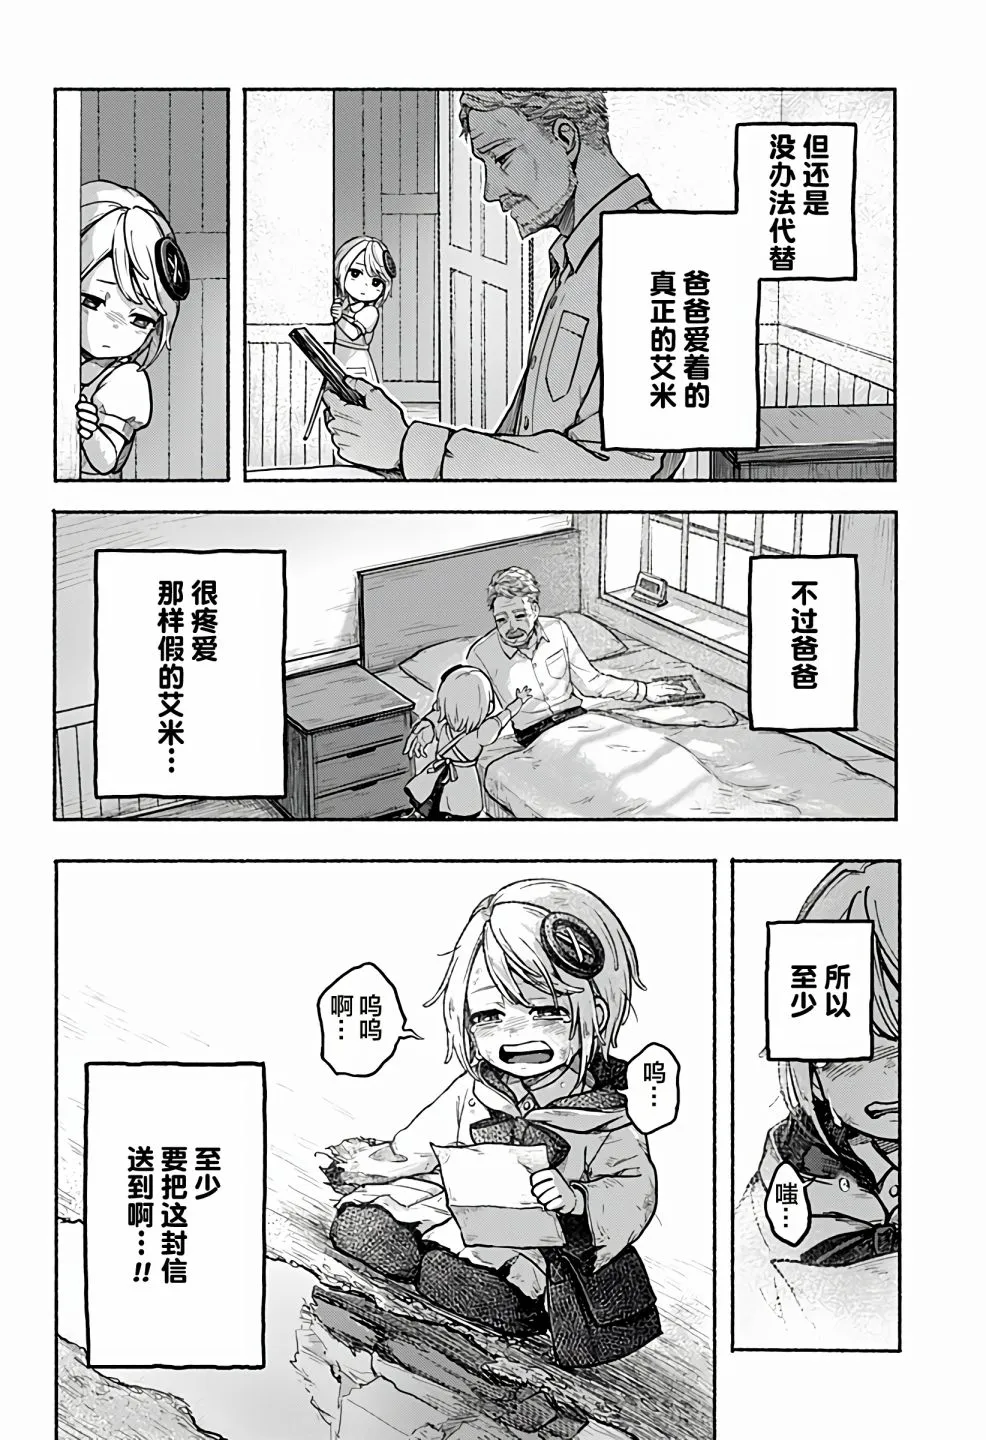 但还是
没办法代替
爸爸爱着的
真正的艾米
不过爸爸
很疼爱
那样假的艾米…
所以
至少
嗤…
呜…
呜呜
啊…
至少
要把这封信
送到啊…!!